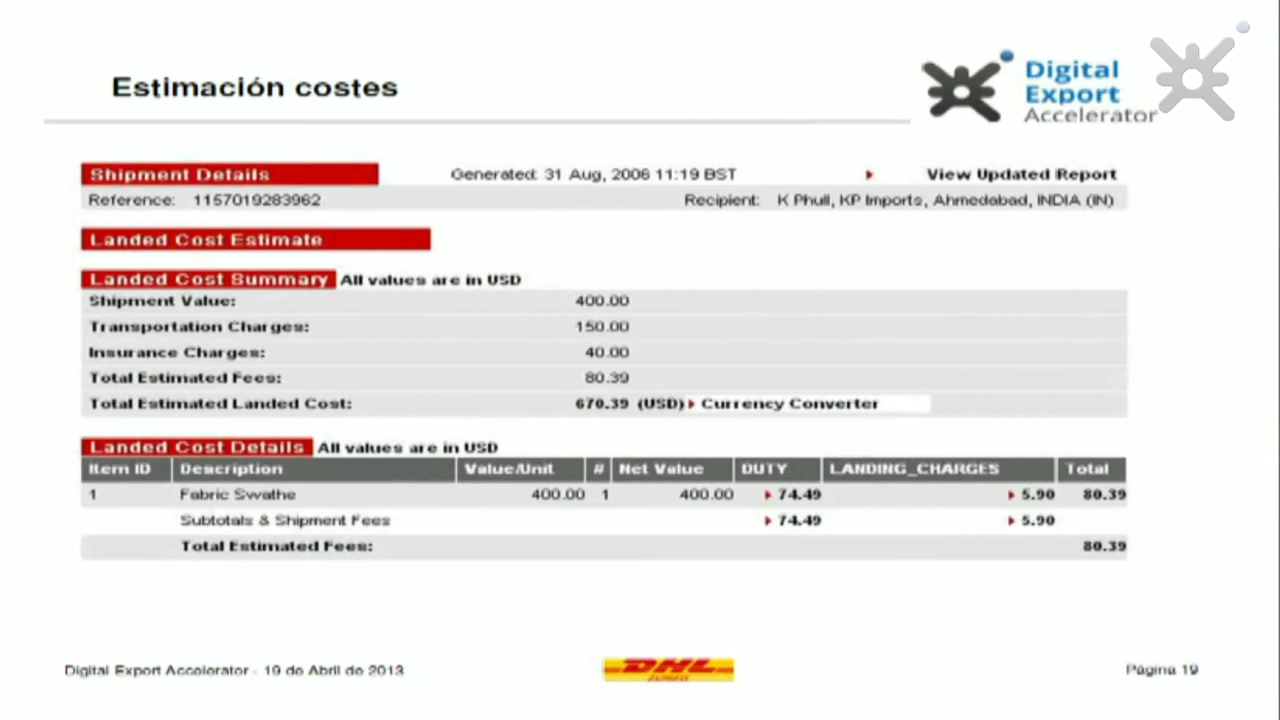 Estimación costes
Digital
Export
Accelerator
Shipment Details Generated: 31 Aug, 2006 11:19 BST View Updated Report
Reference: 1157019283962 Recipient: K Phull, KP Imports, Ahmedabad, INDIA (IN)
Landed Cost Estimate
Landed Cost Summary All values are in USD
Shipment Value: 400.00
Transportation Charges: 150.00
Insurance Charges: 40.00
Total Estimated Fees: 80.39
Total Estimated Landed Cost: 670.39 (USD) Currency Converter
Landed Cost Details All values are in USD
Item ID Description Value/Unit # Net Value DUTY LANDING_CHARGES Total
1 Fabric Swathe 400.00 1 400.00 74.49 5.90 80.39
Subtotals & Shipment Fees 74.49 5.90
Total Estimated Fees: 80.39
Digital Export Accelerator - 19 de Abril de 2013 DHL EXPRESS Página 19